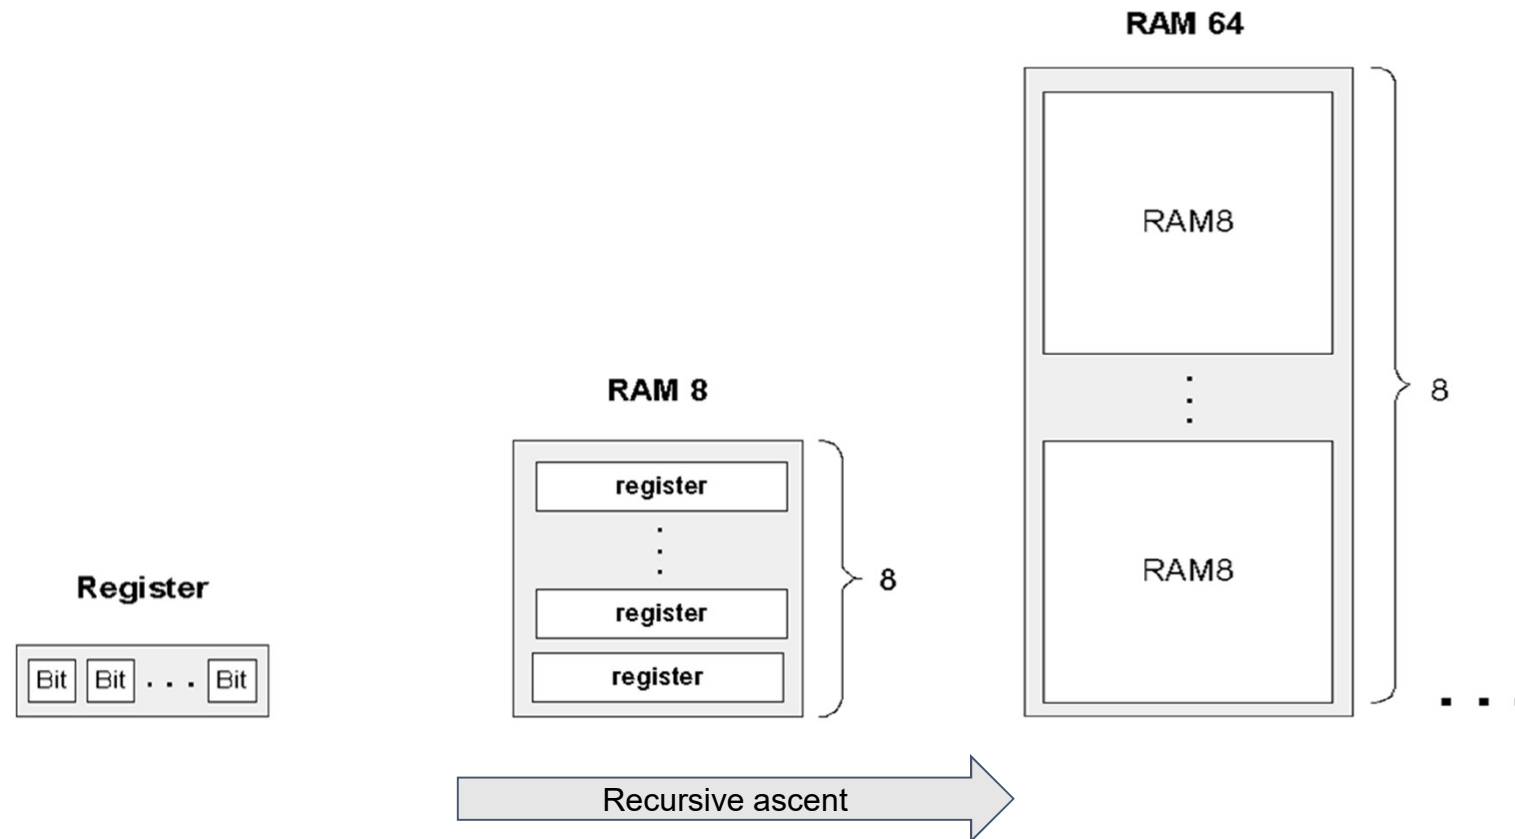 Register
Bit Bit . . . Bit
RAM 8
register
register
register
8
RAM 64
RAM8
RAM8
8
. . .
Recursive ascent